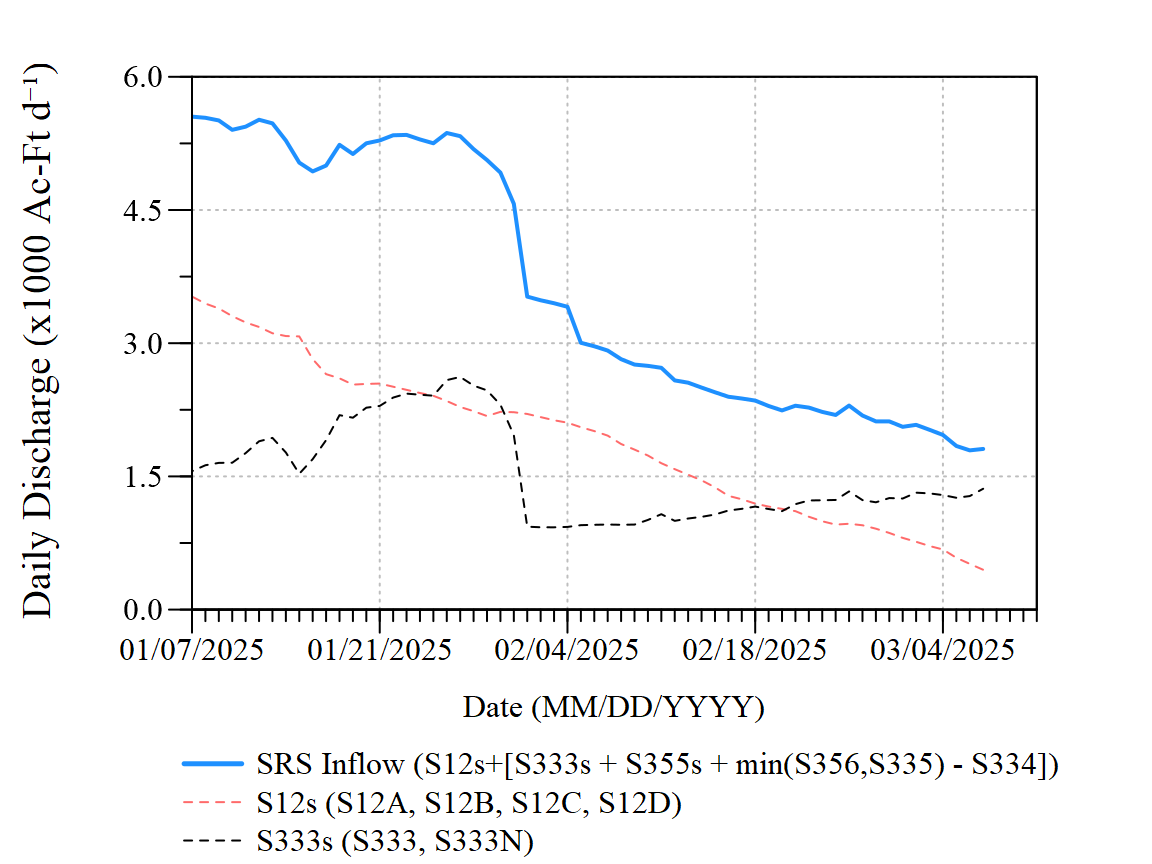 Daily Discharge (x1000 Ac-Ft d⁻¹)
6.0
4.5
3.0
1.5
0.0
01/07/2025 01/21/2025 02/04/2025 02/18/2025 03/04/2025
Date (MM/DD/YYYY)
SRS Inflow (S12s+[S333s + S355s + min(S356,S335) - S334])
S12s (S12A, S12B, S12C, S12D)
S333s (S333, S333N)